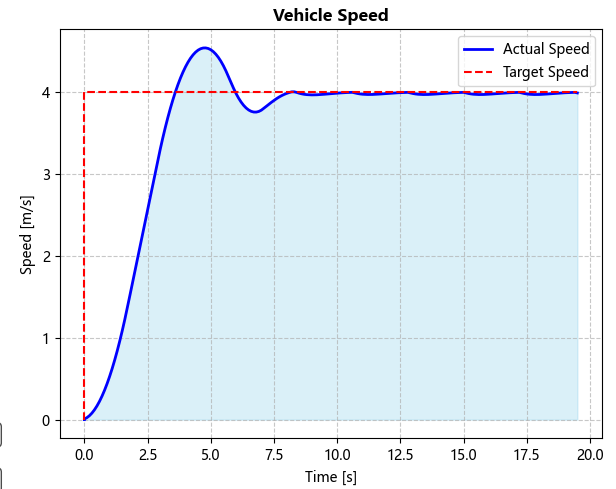 Vehicle Speed
Actual Speed
Target Speed
4
3
2
1
0
Speed [m/s]
0.0 2.5 5.0 7.5 10.0 12.5 15.0 17.5 20.0
Time [s]